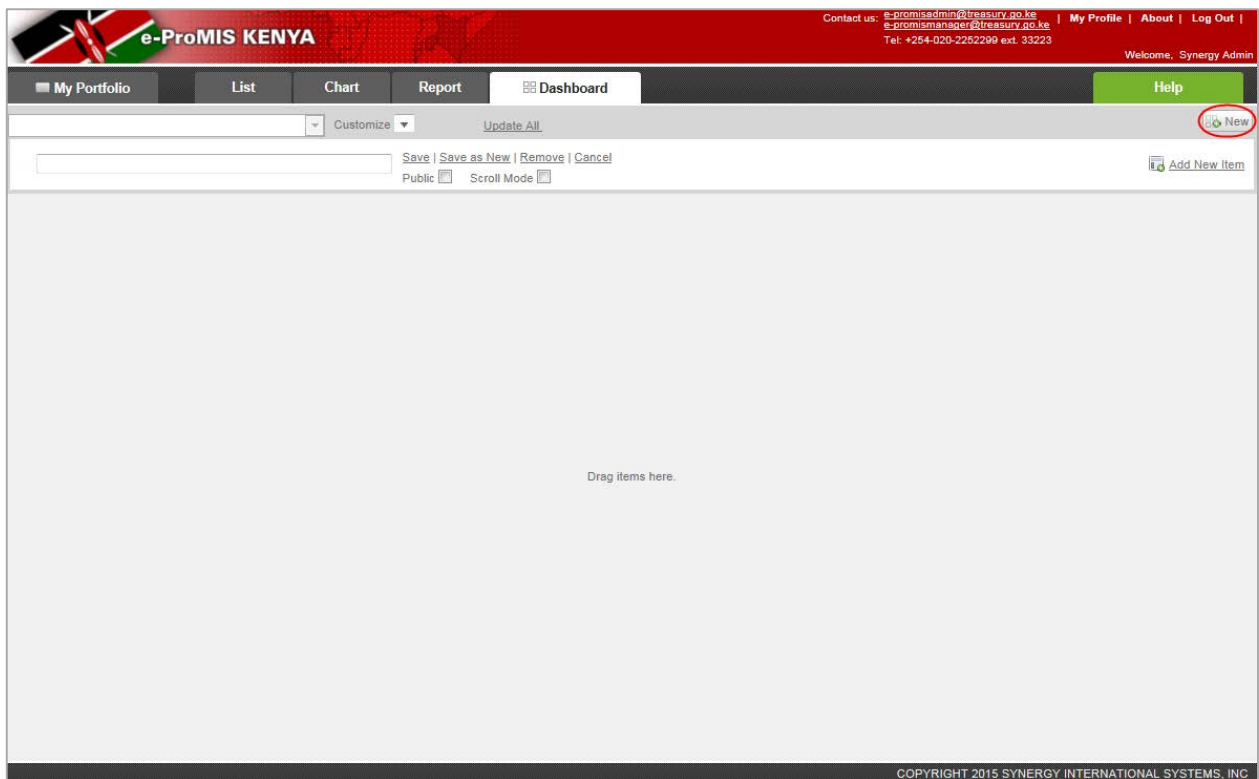 e-ProMIS KENYA
Contact us: e-promisadmin@treasury.go.ke | My Profile | About | Log Out |
e-promismanager@treasury.go.ke
Tel: +254-020-2252299 ext. 33223
Welcome, Synergy Admin
My Portfolio List Chart Report Dashboard Help
Customize Update All New
Save | Save as New | Remove | Cancel
Public Scroll Mode Add New Item
Drag items here.
COPYRIGHT 2015 SYNERGY INTERNATIONAL SYSTEMS, INC